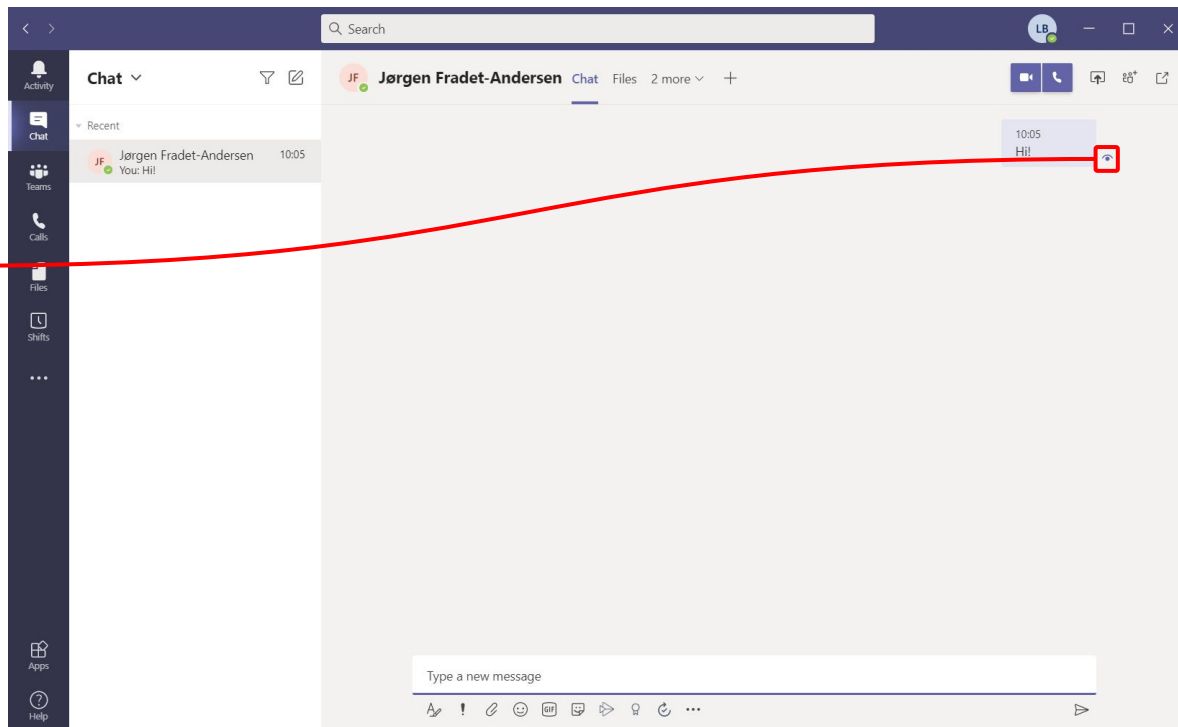 Search
LB
Activity
Chat
Teams
Calls
Files
Shifts
Apps
Help
Chat
Recent
JF Jørgen Fradet-Andersen 10:05
You: Hi!
JF Jørgen Fradet-Andersen Chat Files 2 more
10:05
Hi!
Type a new message
GIF